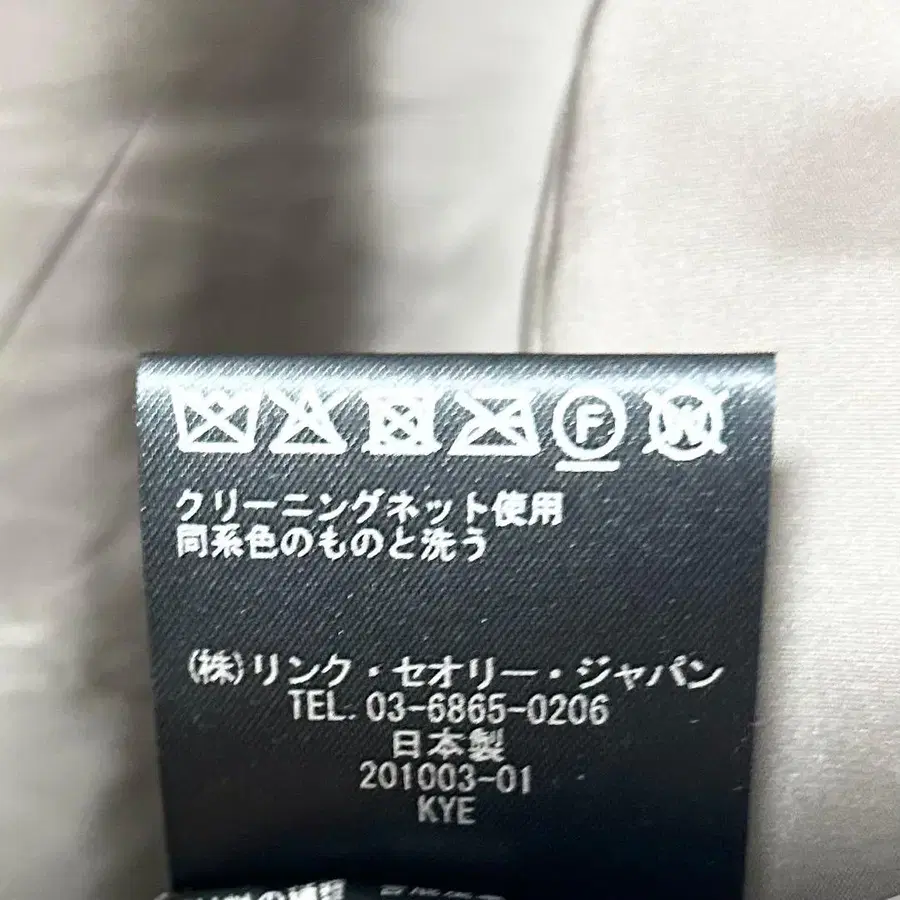 F W
クリーニングネット使用
同系色のものと洗う
(株)リンク・セオリー・ジャパン
TEL. 03-6865-0206
日本製
201003-01
KYE